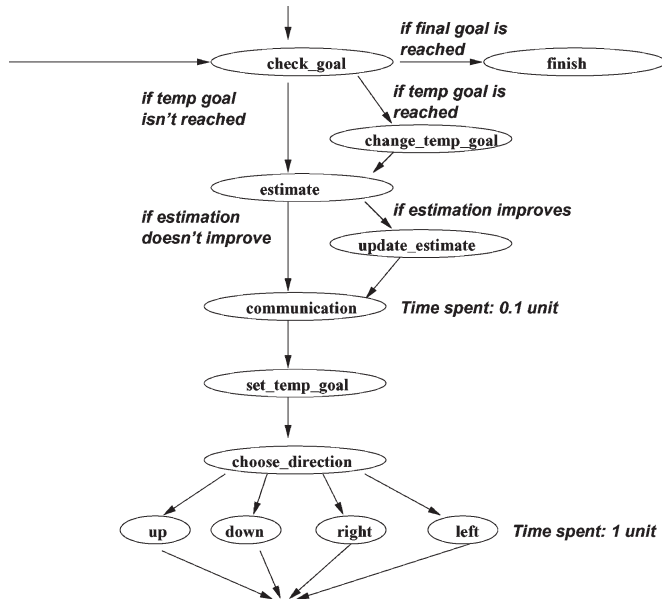 if final goal is
reached
check_goal
finish
if temp goal
isn't reached
if temp goal is
reached
change_temp_goal
estimate
if estimation
doesn't improve
if estimation improves
update_estimate
communication
Time spent: 0.1 unit
set_temp_goal
choose_direction
up
down
right
left
Time spent: 1 unit